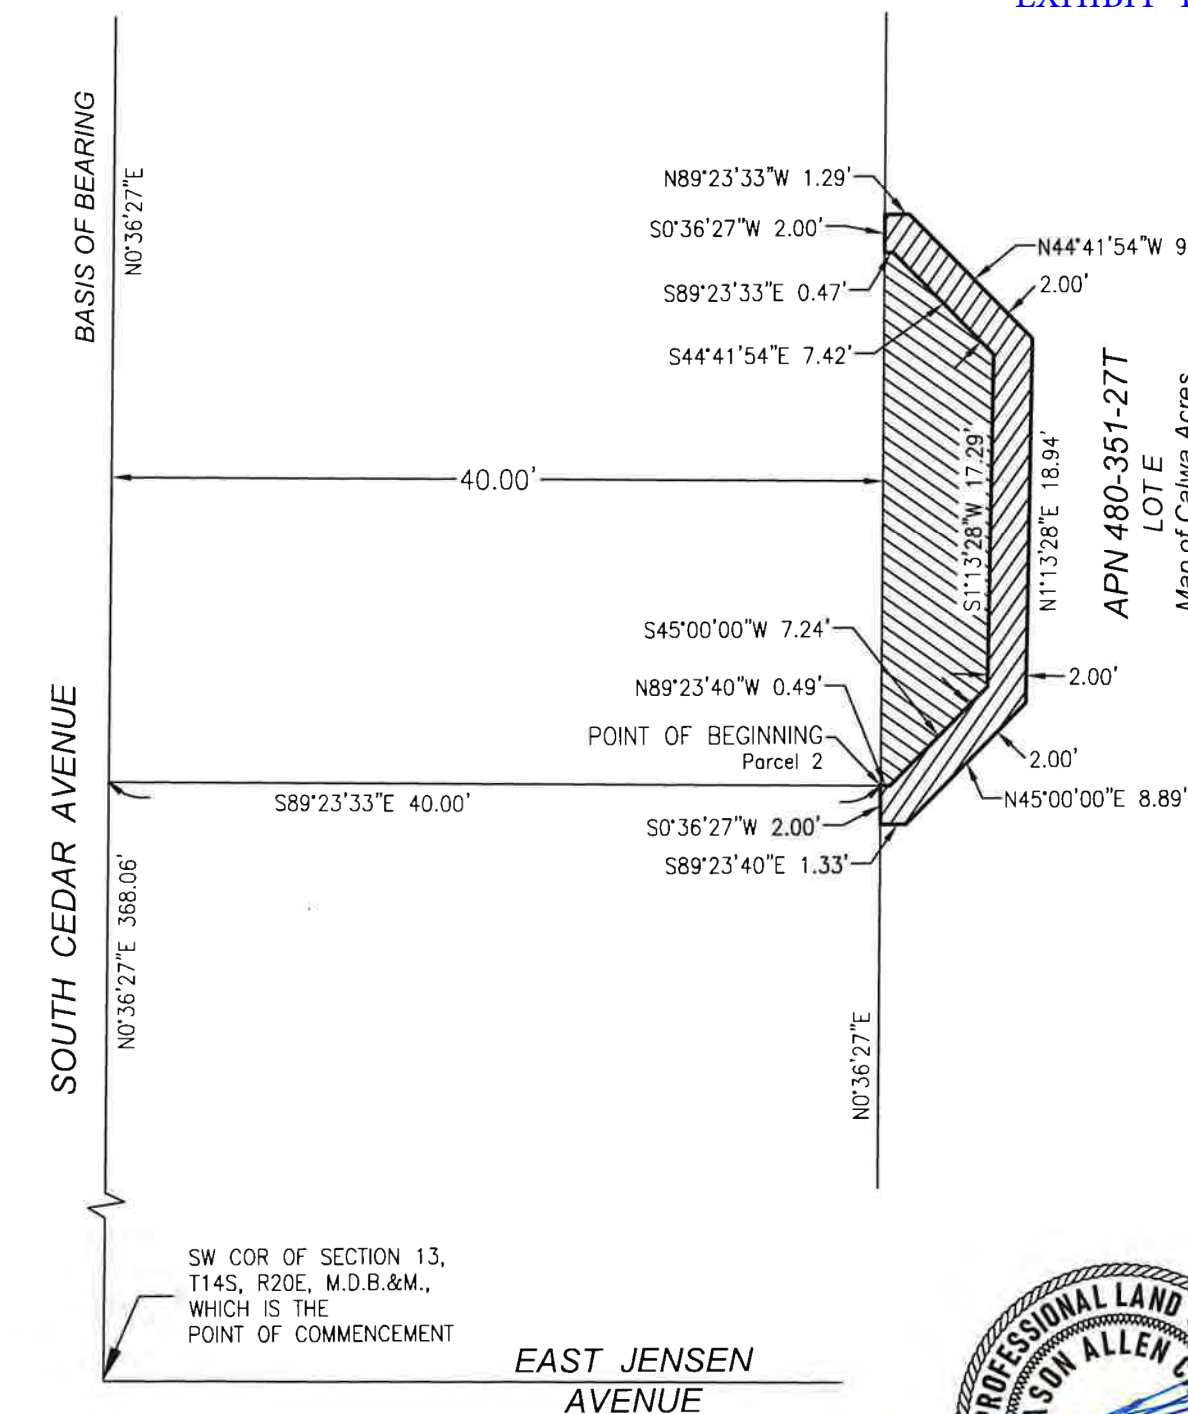 BASIS OF BEARING
N0°36'27"E
N89°23'33"W 1.29'
S0°36'27"W 2.00'
N44°41'54"W 9
2.00'
S89°23'33"E 0.47'
S44°41'54"E 7.42'
40.00'
S1°13'28"W 17.29'
N1°13'28"E 18.94'
APN 480-351-27T
LOT E
Map of Calwa Acres
S45°00'00"W 7.24'
N89°23'40"W 0.49'
2.00'
POINT OF BEGINNING
Parcel 2
2.00'
S89°23'33"E 40.00'
N45°00'00"E 8.89'
S0°36'27"W 2.00'
S89°23'40"E 1.33'
SOUTH CEDAR AVENUE
N0°36'27"E 368.06'
N0°36'27"E
SW COR OF SECTION 13,
T14S, R20E, M.D.B.&M.,
WHICH IS THE
POINT OF COMMENCEMENT
EAST JENSEN
AVENUE
PROFESSIONAL LAND
ALLEN